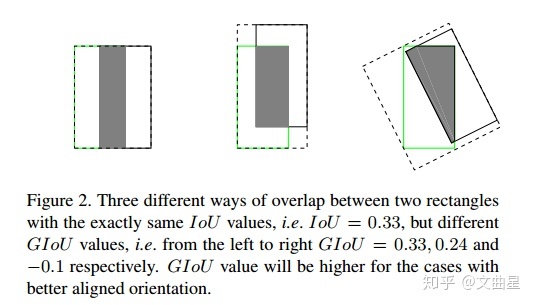 Figure 2. Three different ways of overlap between two rectangles
with the exactly same IoU values, i.e. IoU = 0.33, but different
GIoU values, i.e. from the left to right GIoU = 0.33, 0.24 and
−0.1 respectively. GIoU value will be higher for the cases with
better aligned orientation.
知乎 @文曲星